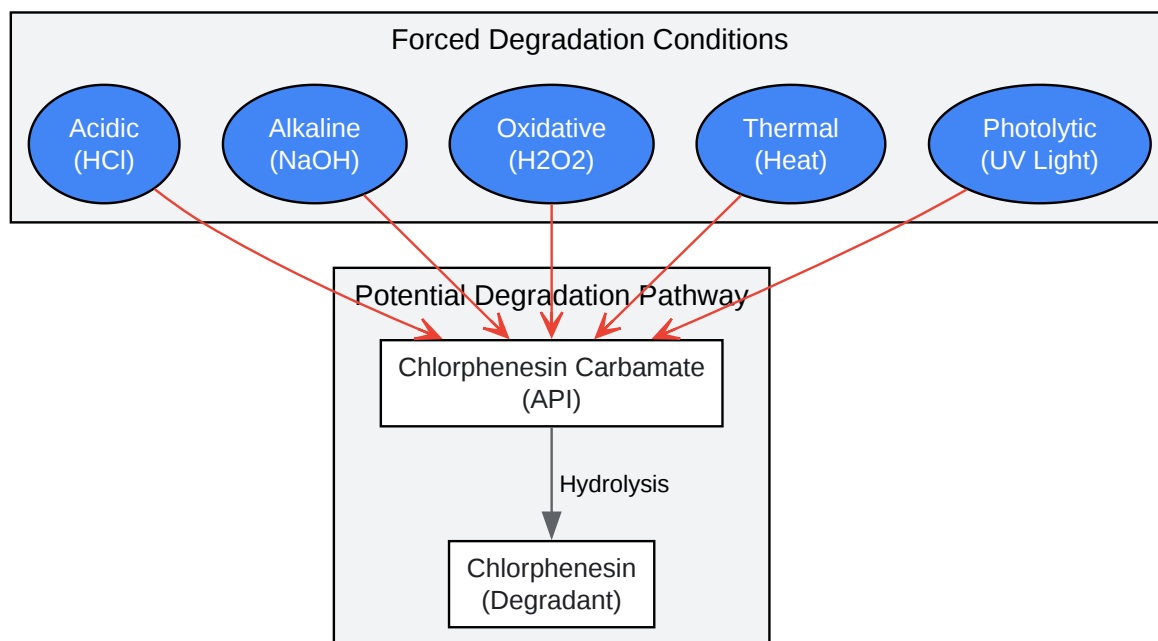 Forced Degradation Conditions
Acidic
(HCl)
Alkaline
(NaOH)
Oxidative
(H2O2)
Thermal
(Heat)
Photolytic
(UV Light)
Potential Degradation Pathway
Chlorphenesin Carbamate
(API)
Hydrolysis
Chlorphenesin
(Degradant)